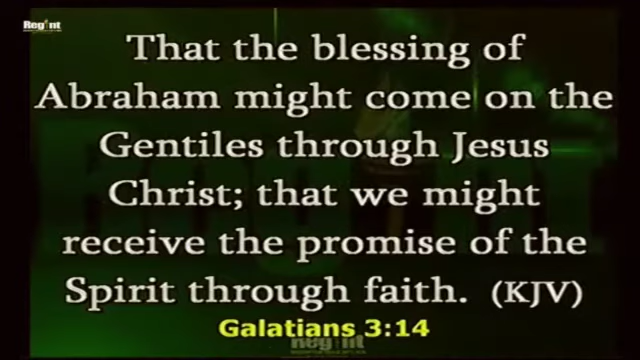 Reg1nt
That the blessing of
Abraham might come on the
Gentiles through Jesus
Christ; that we might
receive the promise of the
Spirit through faith. (KJV)
Galatians 3:14